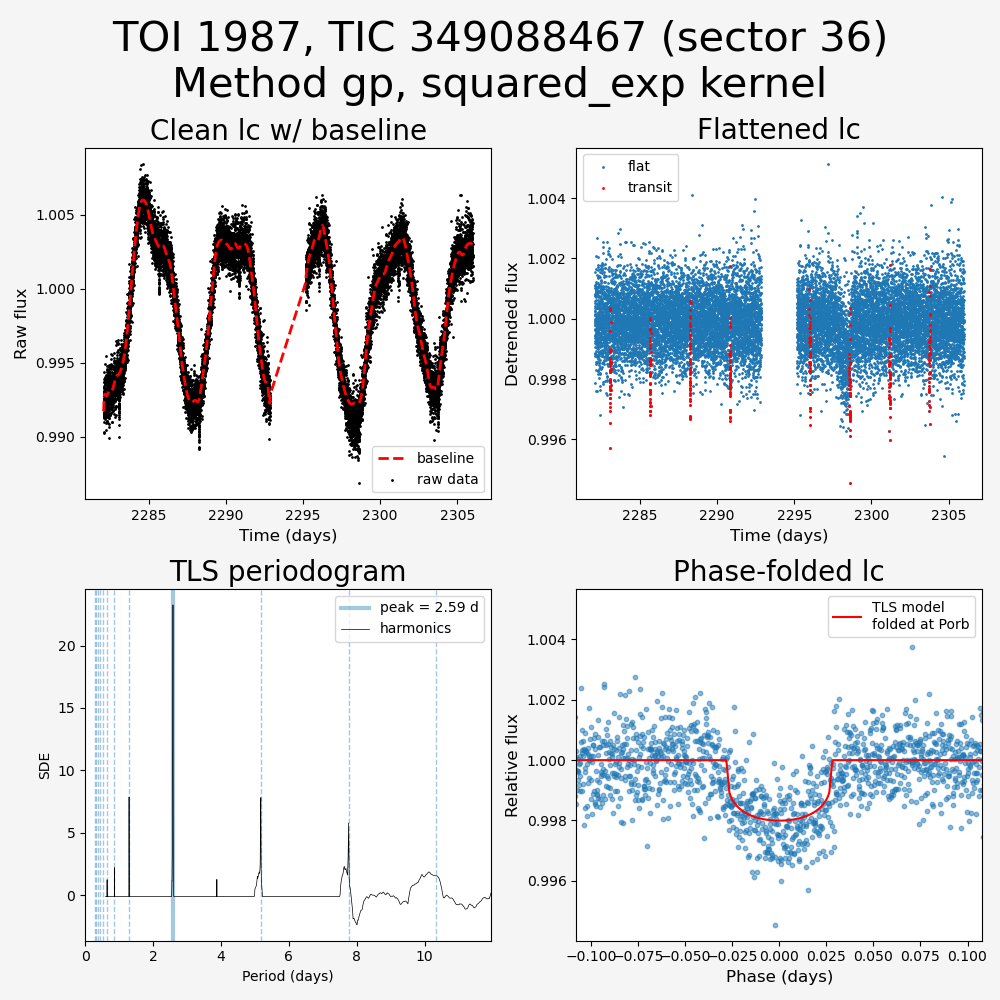 TOI 1987, TIC 349088467 (sector 36)
Method gp, squared_exp kernel
Clean lc w/ baseline
Raw flux
1.005
1.000
0.995
0.990
baseline
raw data
2285
2290
2295
2300
2305
Time (days)
Flattened lc
Detrended flux
1.004
1.002
1.000
0.998
0.996
flat
transit
2285
2290
2295
2300
2305
Time (days)
TLS periodogram
SDE
20
15
10
5
0
peak = 2.59 d
harmonics
0
2
4
6
8
10
Period (days)
Phase-folded lc
Relative flux
1.004
1.002
1.000
0.998
0.996
TLS model
folded at Porb
−0.100
−0.075
−0.050
−0.025
0.000
0.025
0.050
0.075
0.100
Phase (days)